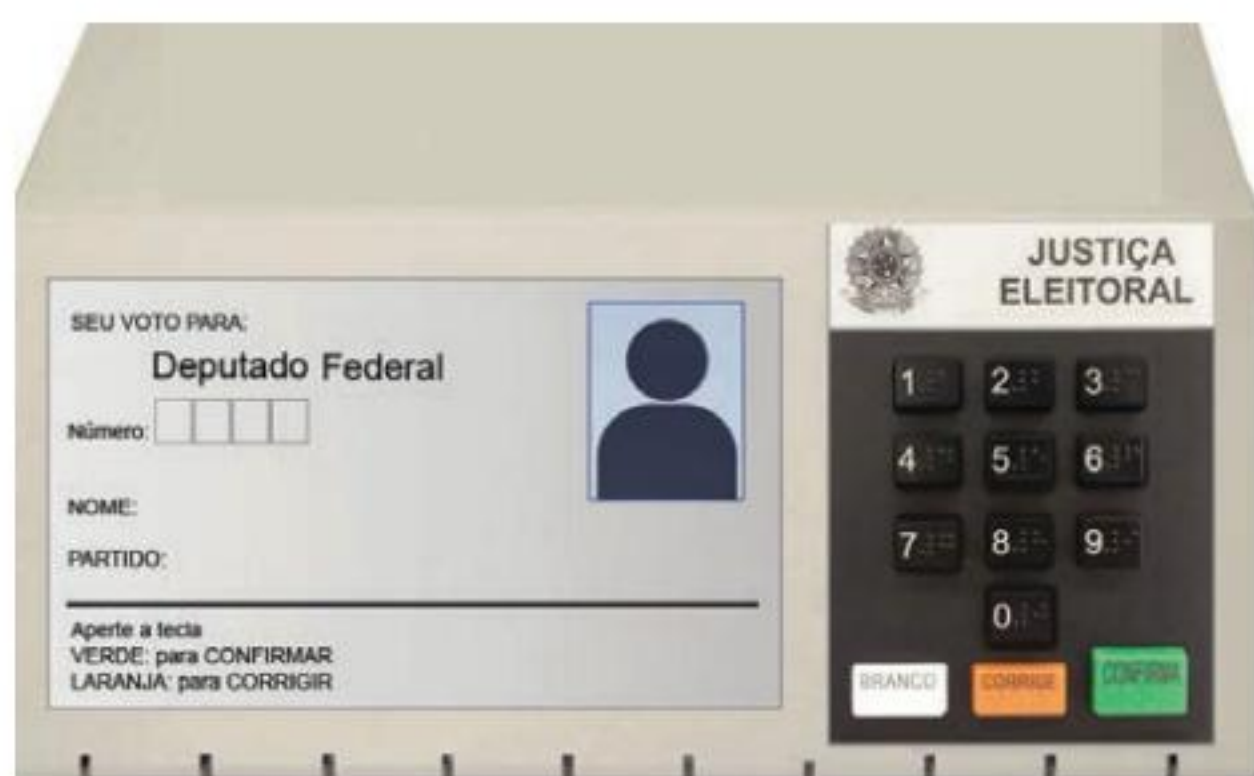 SEU VOTO PARA:
Deputado Federal
Número:
NOME:
PARTIDO:
Aperte a tecla
VERDE: para CONFIRMAR
LARANJA: para CORRIGIR
JUSTIÇA
ELEITORAL
1 2 3
4 5 6
7 8 9
0
BRANCO CORRIGE CONFIRMA